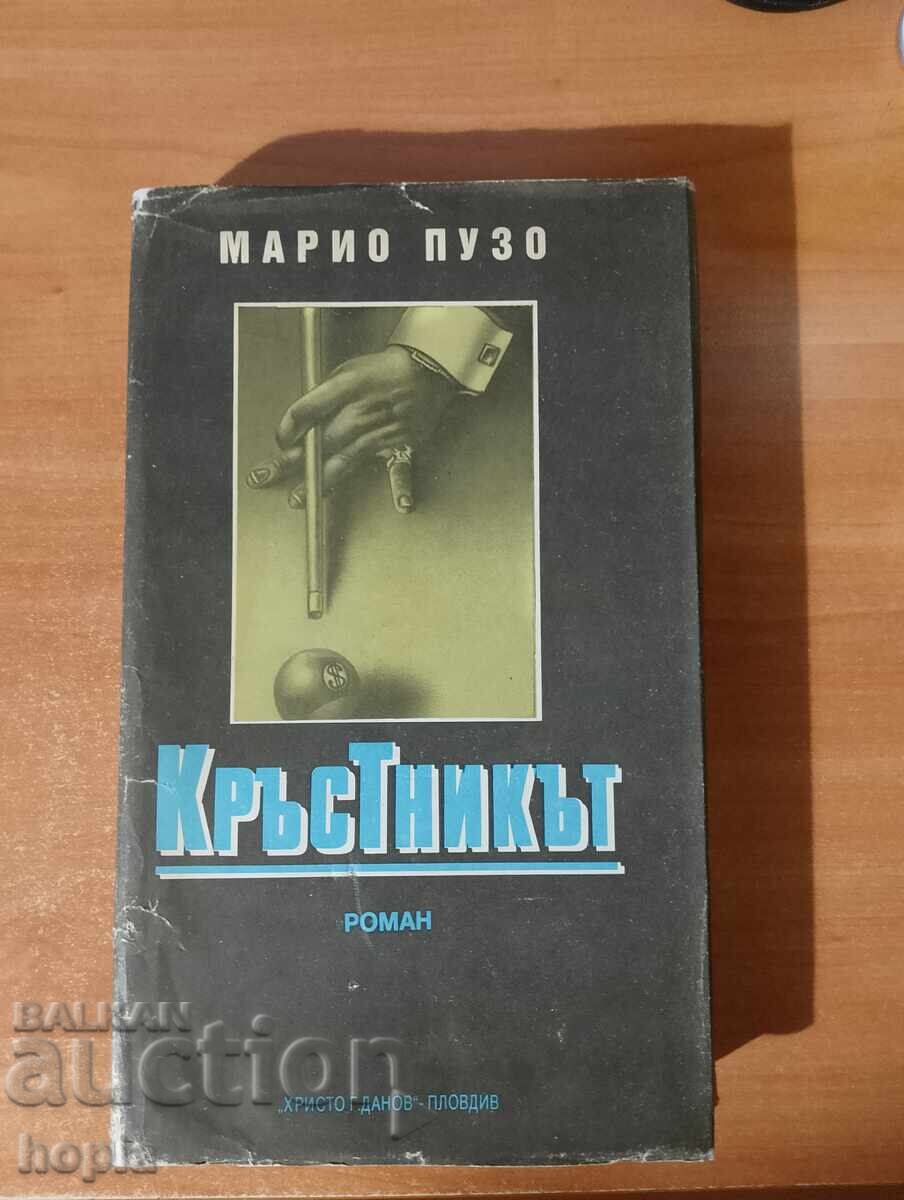 МАРИО ПУЗО
$
КРЪСТНИКЪТ
РОМАН
„ХРИСТО Г. ДАНОВ“ - ПЛОВДИВ
BALKAN
auction
hopla